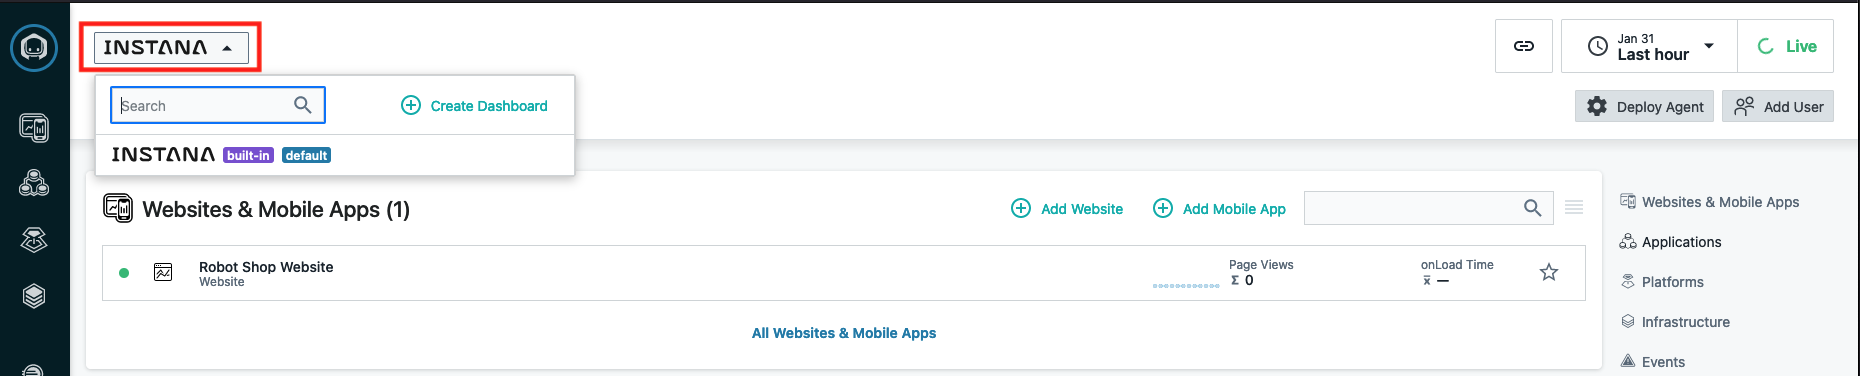 INSTANA
Jan 31
Last hour
Live
Search
Create Dashboard
Deploy Agent
Add User
INSTANA built-in default
Websites & Mobile Apps (1)
Add Website
Add Mobile App
Robot Shop Website
Website
Page Views
Σ 0
onLoad Time
x̄ —
All Websites & Mobile Apps
Websites & Mobile Apps
Applications
Platforms
Infrastructure
Events